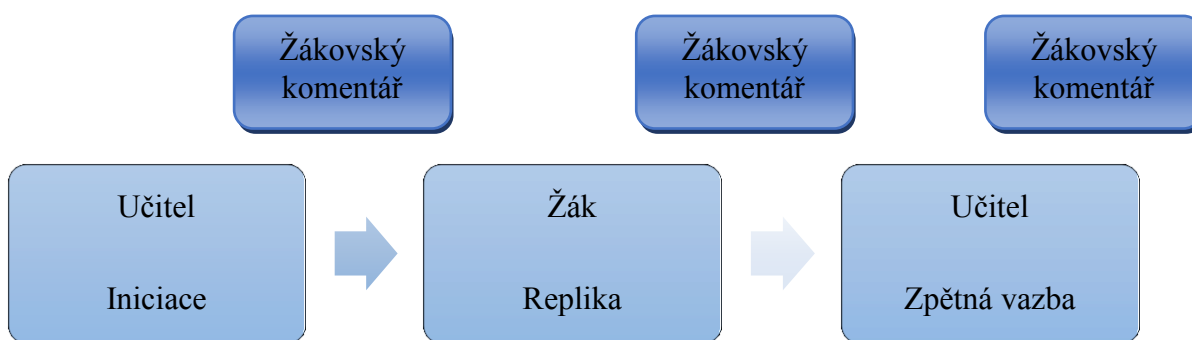 Žákovský
komentář
Žákovský
komentář
Žákovský
komentář
Učitel
Iniciace
Žák
Replika
Učitel
Zpětná vazba